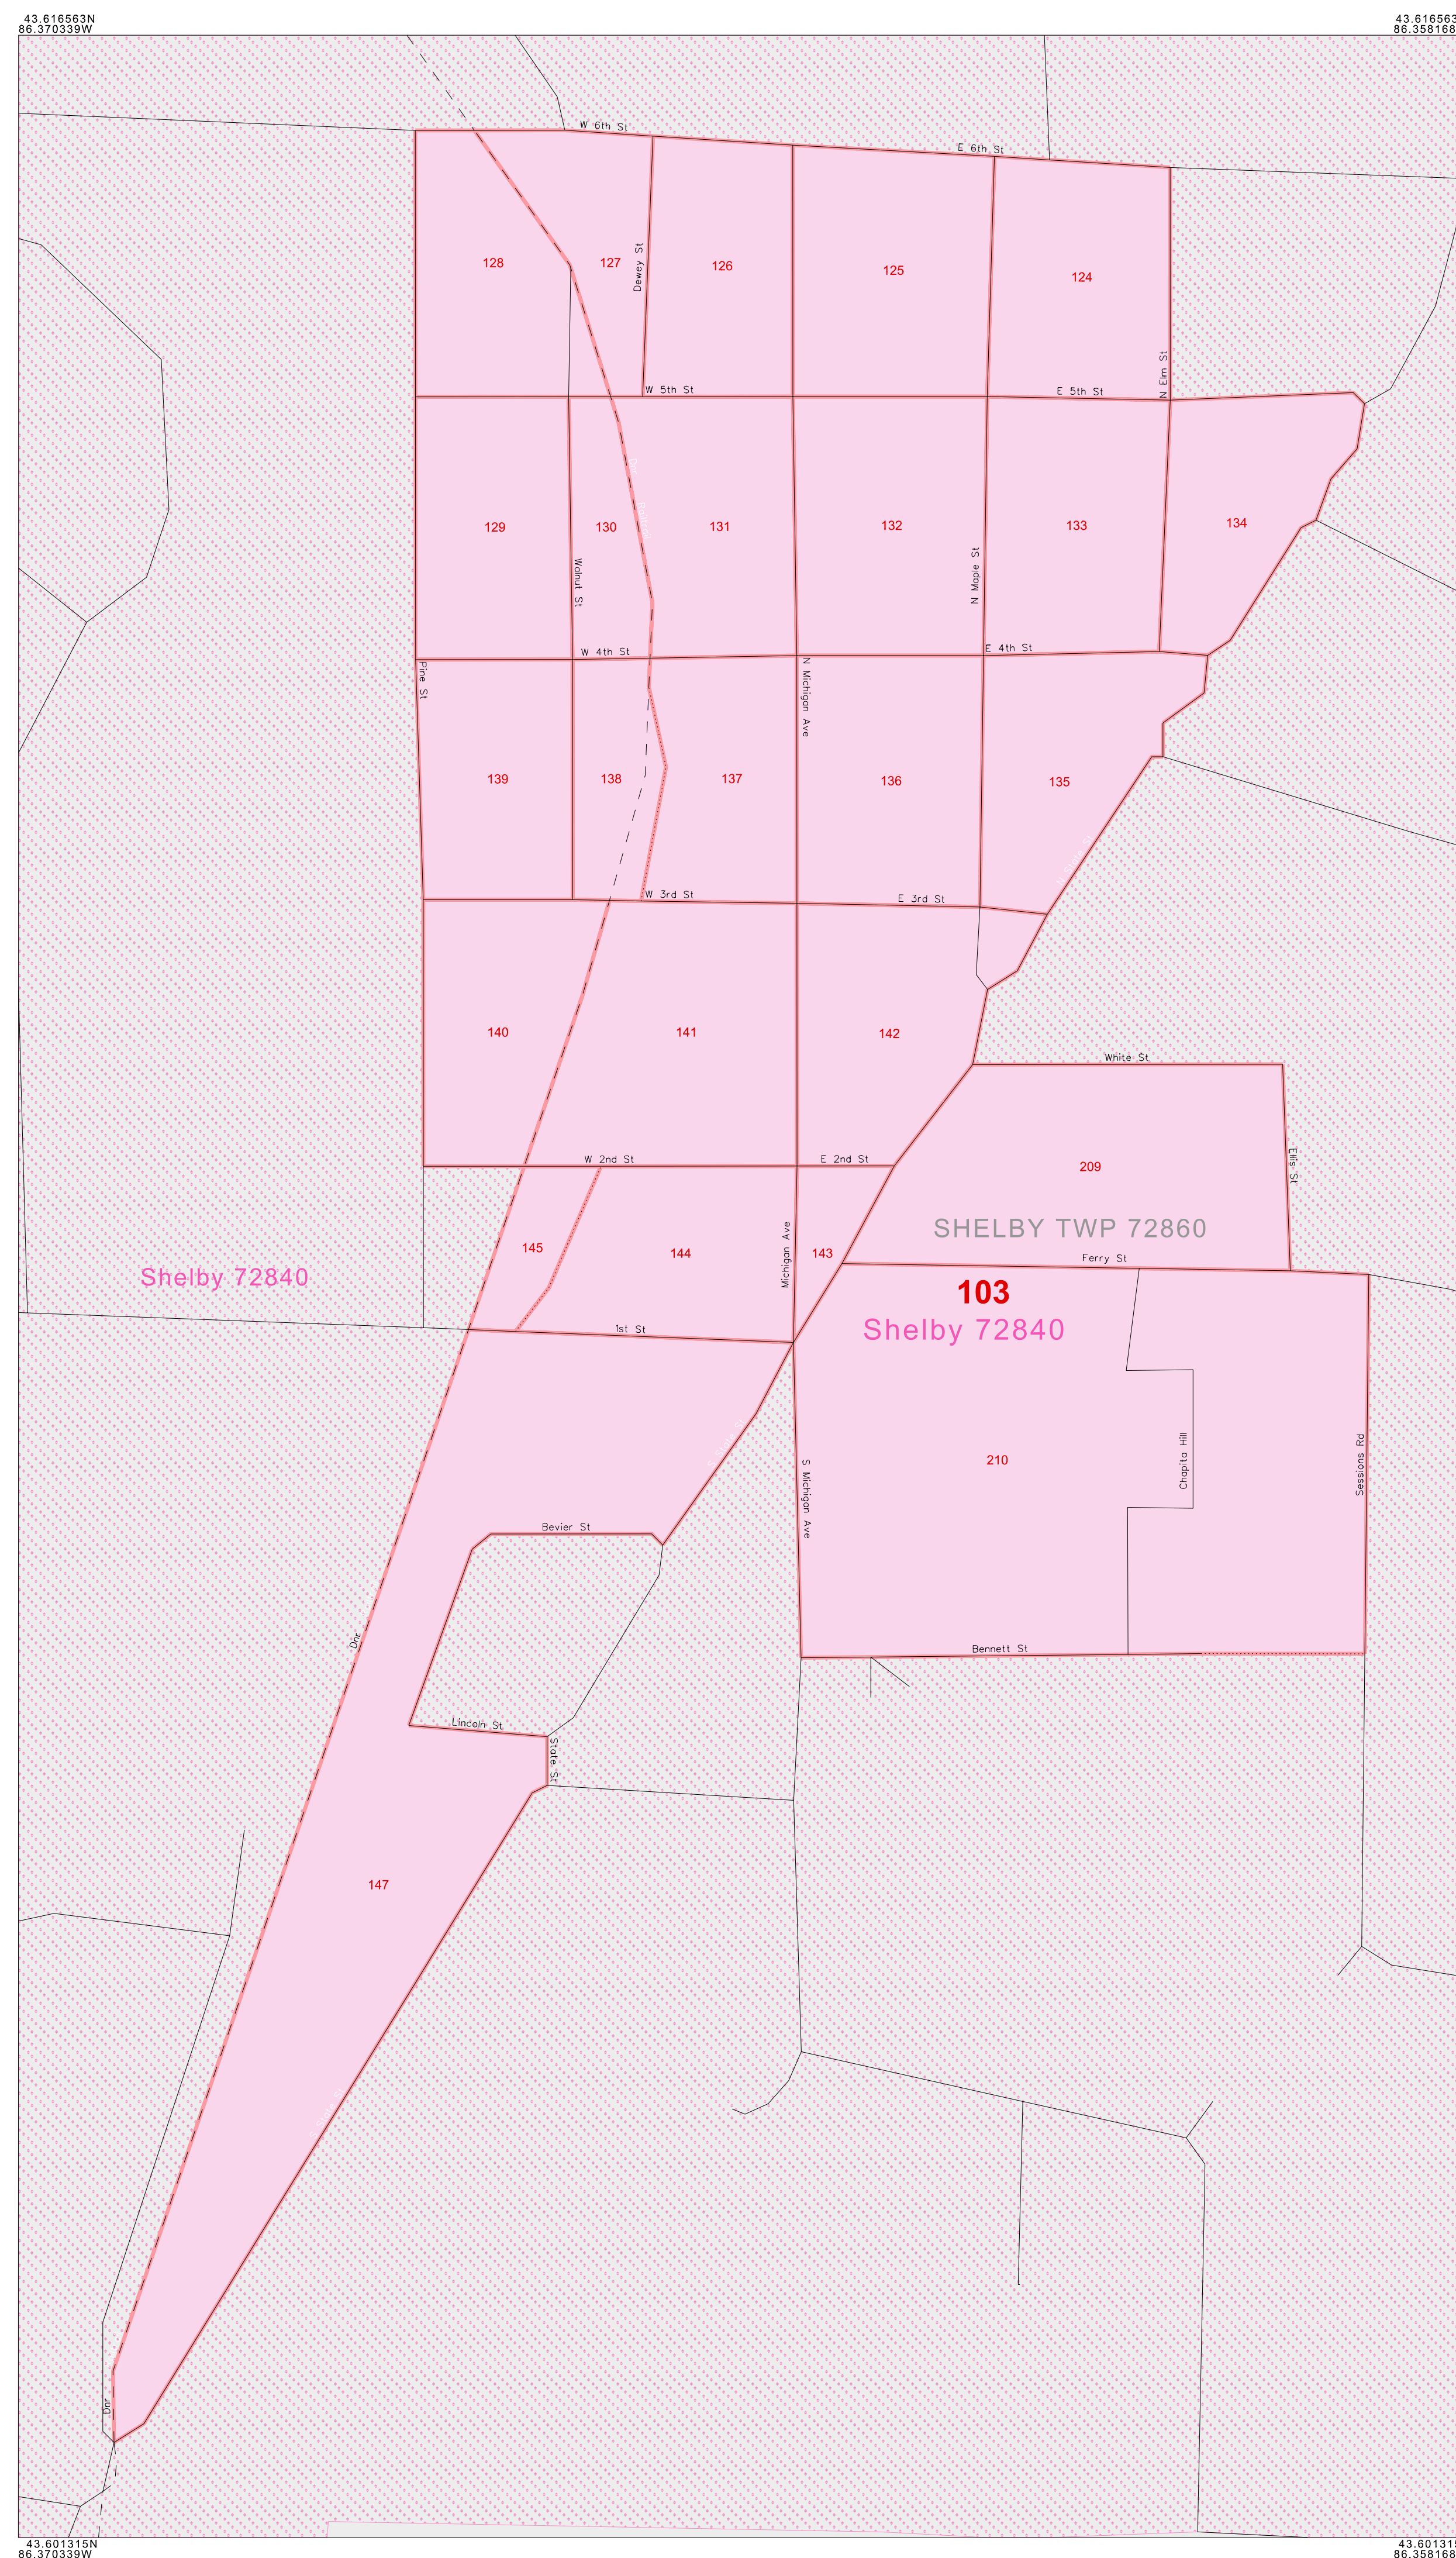 43.616563N
86.370339W
43.616563
86.358168
W 6th St
E 6th St
128
127
Dewey St
126
125
124
N Elm St
W 5th St
E 5th St
129
130
Walnut St
131
132
N Maple St
133
134
W 4th St
E 4th St
Pine St
N Michigan Ave
139
138
137
136
135
W 3rd St
E 3rd St
140
141
142
White St
W 2nd St
E 2nd St
209
Ellis St
145
144
Michigan Ave
143
SHELBY TWP 72860
Ferry St
Shelby 72840
103
Shelby 72840
1st St
S Michigan Ave
210
Chapita Hill
Sessions Rd
Bevier St
Dnr
Bennett St
Lincoln St
State St
147
Dnr
43.601315N
86.370339W
43.601315
86.358168